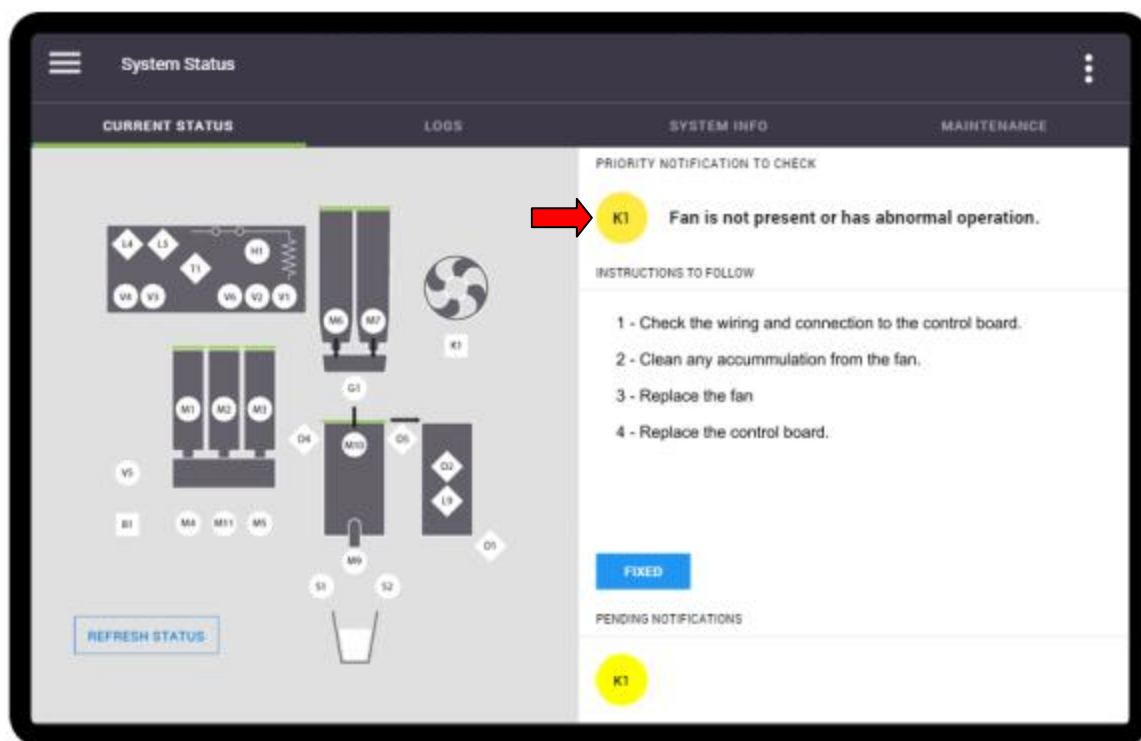 System Status
CURRENT STATUS
LOGS
SYSTEM INFO
MAINTENANCE
L4
L5
T1
H1
V4
V3
V6
V2
V1
M6
M7
K1
G1
M1
M2
M3
M10
O4
O5
O2
L9
V5
B1
M4
M11
M5
M9
O1
S1
S2
REFRESH STATUS
PRIORITY NOTIFICATION TO CHECK
K1
Fan is not present or has abnormal operation.
INSTRUCTIONS TO FOLLOW
1 - Check the wiring and connection to the control board.
2 - Clean any accummulation from the fan.
3 - Replace the fan
4 - Replace the control board.
FIXED
PENDING NOTIFICATIONS
K1